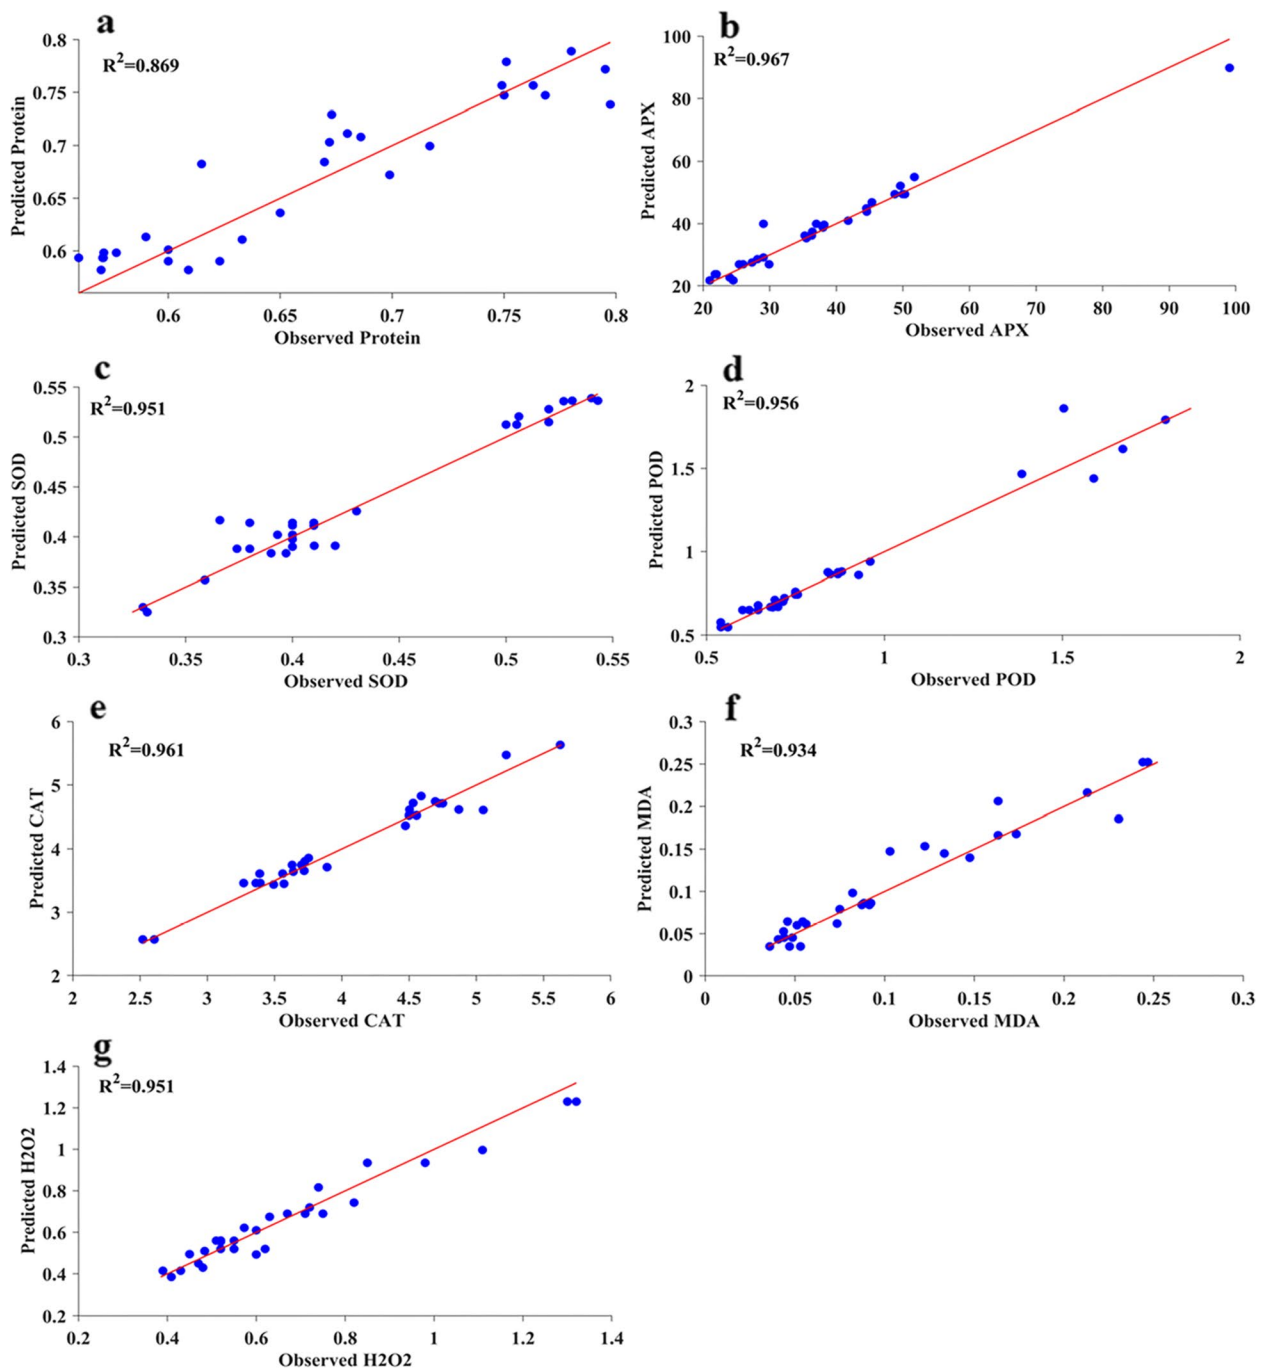 a
R2=0.869
Predicted Protein
0.8
0.75
0.7
0.65
0.6
0.6 0.65 0.7 0.75 0.8
Observed Protein
b
R2=0.967
Predicted APX
100
80
60
40
20
20 30 40 50 60 70 80 90 100
Observed APX
c
R2=0.951
Predicted SOD
0.55
0.5
0.45
0.4
0.35
0.3
0.3 0.35 0.4 0.45 0.5 0.55
Observed SOD
d
R2=0.956
Predicted POD
2
1.5
1
0.5
0.5 1 1.5 2
Observed POD
e
R2=0.961
Predicted CAT
6
5
4
3
2
2 2.5 3 3.5 4 4.5 5 5.5 6
Observed CAT
f
R2=0.934
Predicted MDA
0.3
0.25
0.2
0.15
0.1
0.05
0
0 0.05 0.1 0.15 0.2 0.25 0.3
Observed MDA
g
R2=0.951
Predicted H2O2
1.4
1.2
1
0.8
0.6
0.4
0.2
0.2 0.4 0.6 0.8 1 1.2 1.4
Observed H2O2